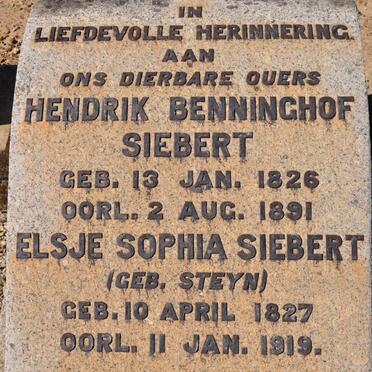 IN
LIEFDEVOLLE HERINNERING
AAN
ONS DIERBARE OUERS
HENDRIK BENNINGHOF
SIEBERT
GEB. 13 JAN. 1826
OORL. 2 AUG. 1891
ELSJE SOPHIA SIEBERT
(GEB. STEYN)
GEB. 10 APRIL 1827
OORL. 11 JAN. 1919.